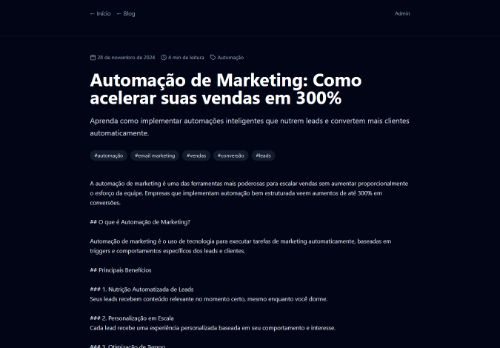 ← Início ← Blog Admin
28 de novembro de 2024 4 min de leitura Automação
Automação de Marketing: Como
acelerar suas vendas em 300%
Aprenda como implementar automações inteligentes que nutrem leads e convertem mais clientes
automaticamente.
#automação #email marketing #vendas #conversão #leads
A automação de marketing é uma das ferramentas mais poderosas para escalar vendas sem aumentar proporcionalmente
o esforço da equipe. Empresas que implementam automação bem estruturada veem aumentos de até 300% em
conversões.
## O que é Automação de Marketing?
Automação de marketing é o uso de tecnologia para executar tarefas de marketing automaticamente, baseadas em
triggers e comportamentos específicos dos leads e clientes.
## Principais Benefícios
### 1. Nutrição Automatizada de Leads
Seus leads recebem conteúdo relevante no momento certo, mesmo enquanto você dorme.
### 2. Personalização em Escala
Cada lead recebe uma experiência personalizada baseada em seu comportamento e interesse.
### 3. Otimização de Tempo